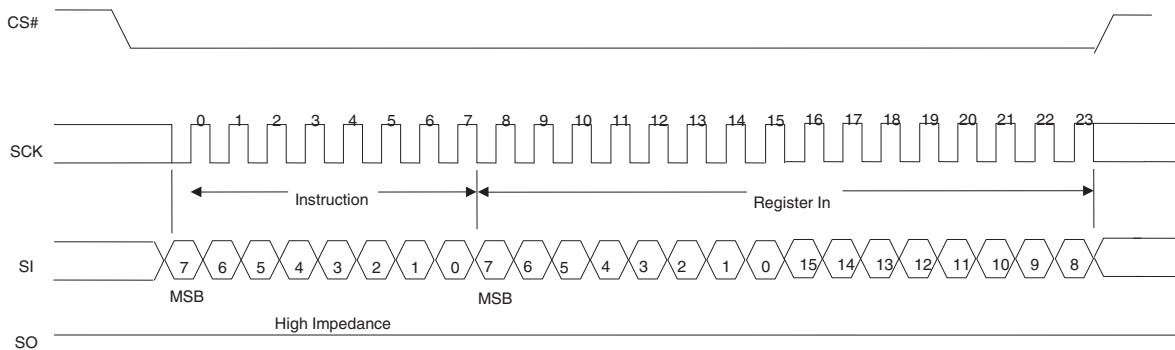 CS#
0 1 2 3 4 5 6 7 8 9 10 11 12 13 14 15 16 17 18 19 20 21 22 23
SCK
Instruction
Register In
SI
7 6 5 4 3 2 1 0 7 6 5 4 3 2 1 0 15 14 13 12 11 10 9 8
MSB
MSB
High Impedance
SO